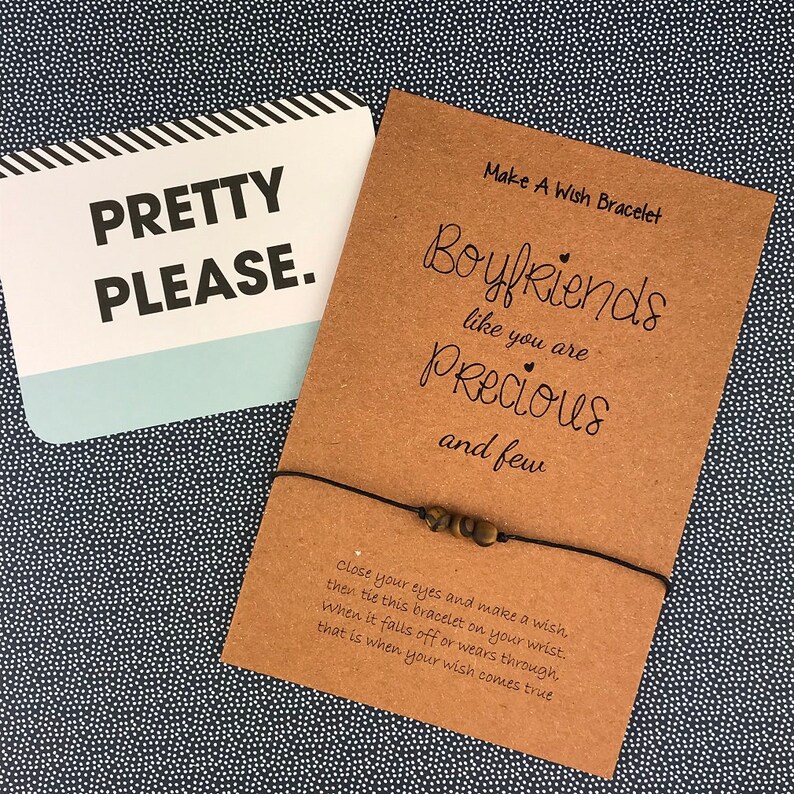 PRETTY
PLEASE.
Make A Wish Bracelet
Boyfriends
like you are
Precious
and few
Close your eyes and make a wish,
then tie this bracelet on your wrist.
When it falls off or wears through,
that is when your wish comes true